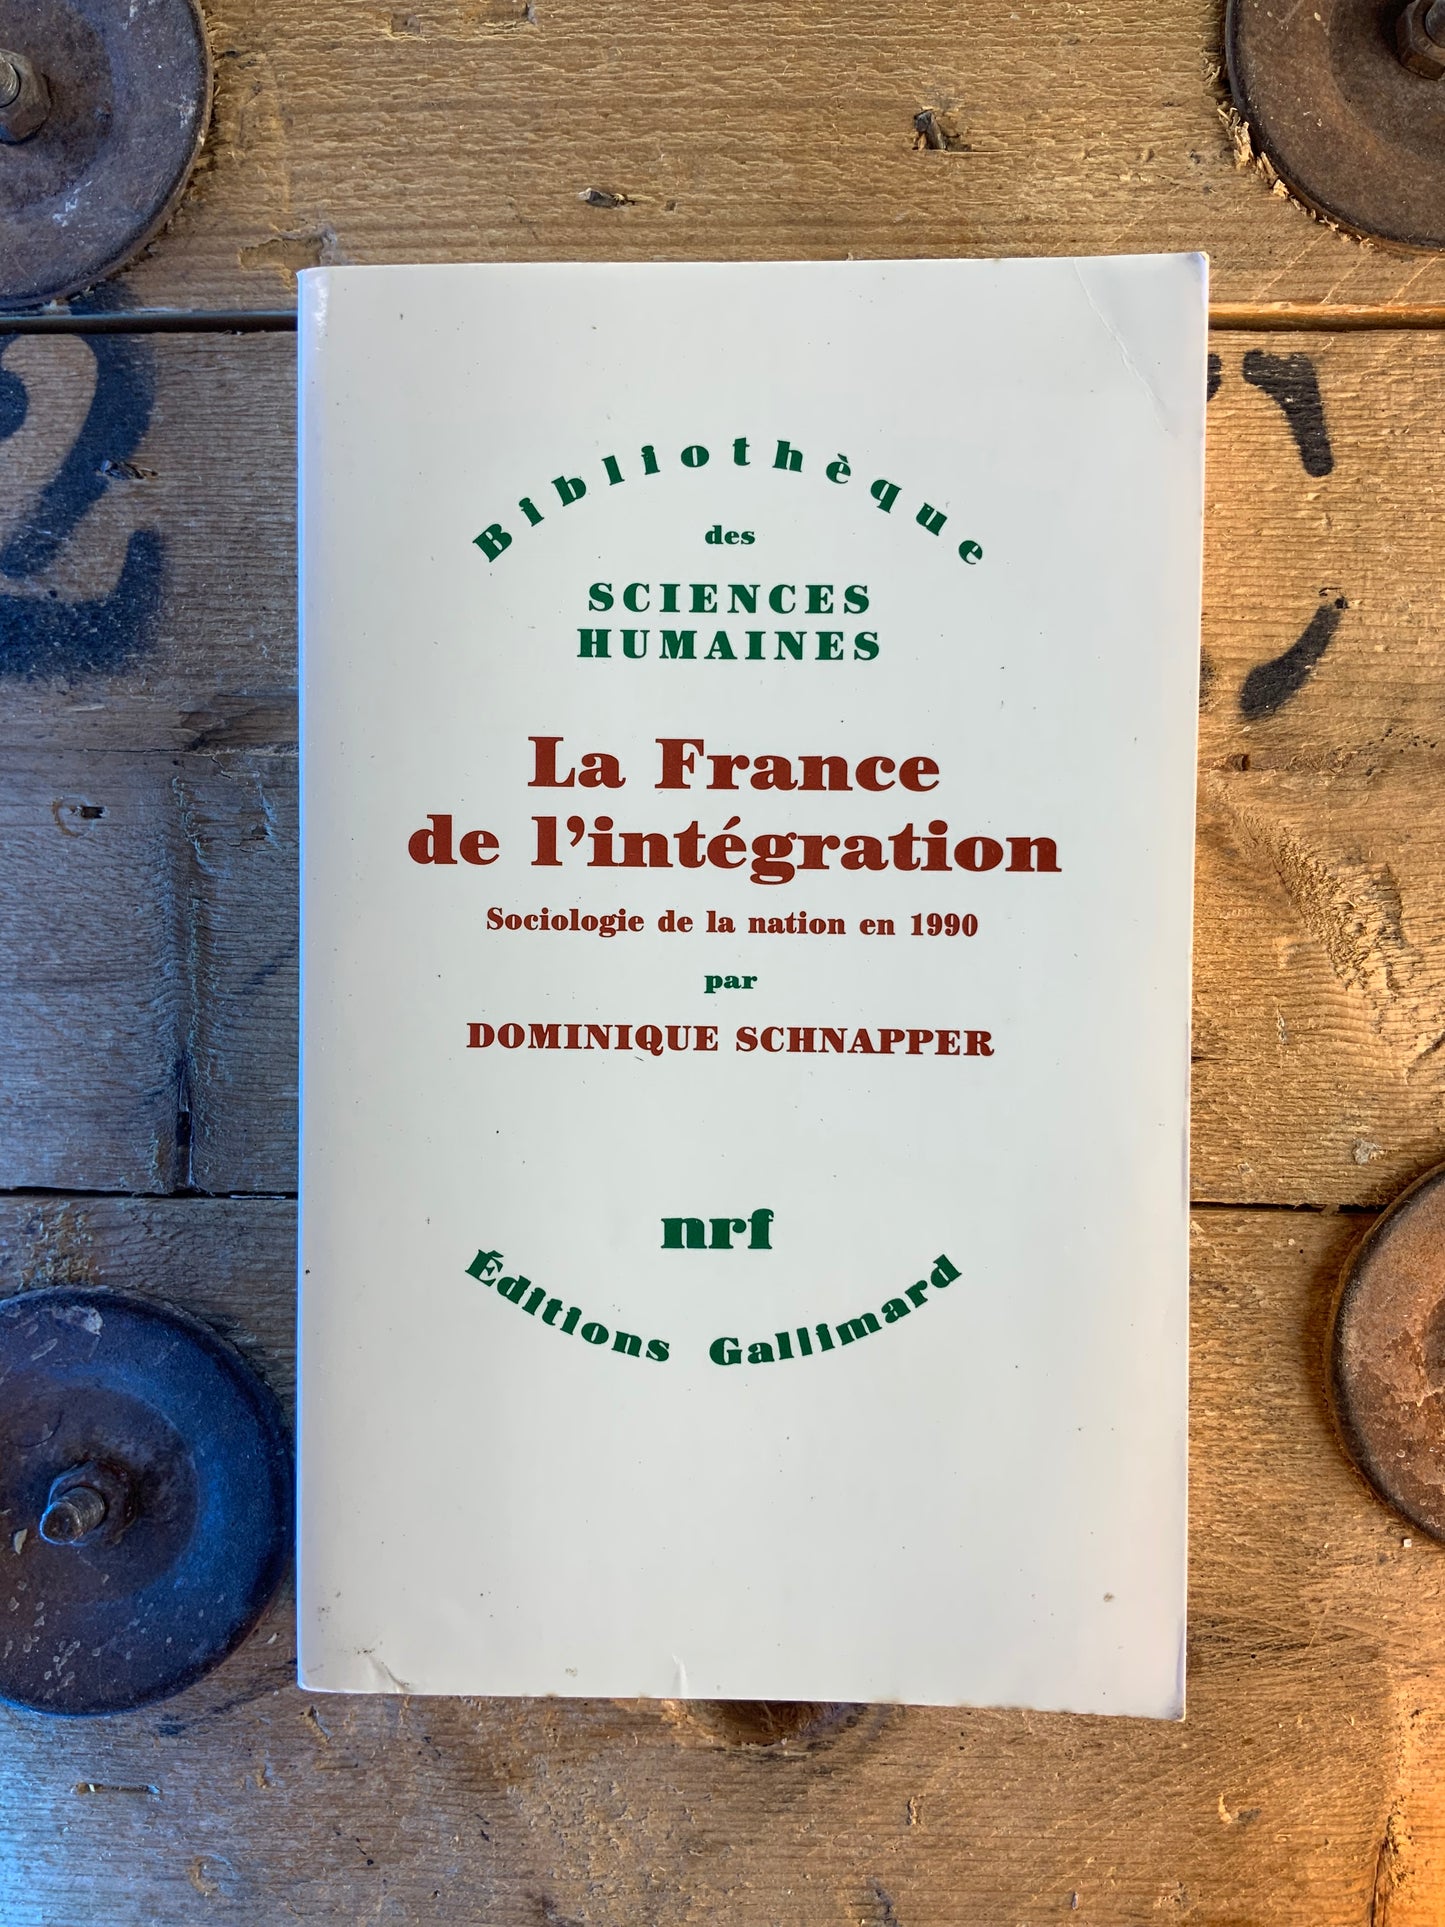 Bibliothèque
des
SCIENCES
HUMAINES
La France
de l'intégration
Sociologie de la nation en 1990
par
DOMINIQUE SCHNAPPER
nrf
Éditions Gallimard
2